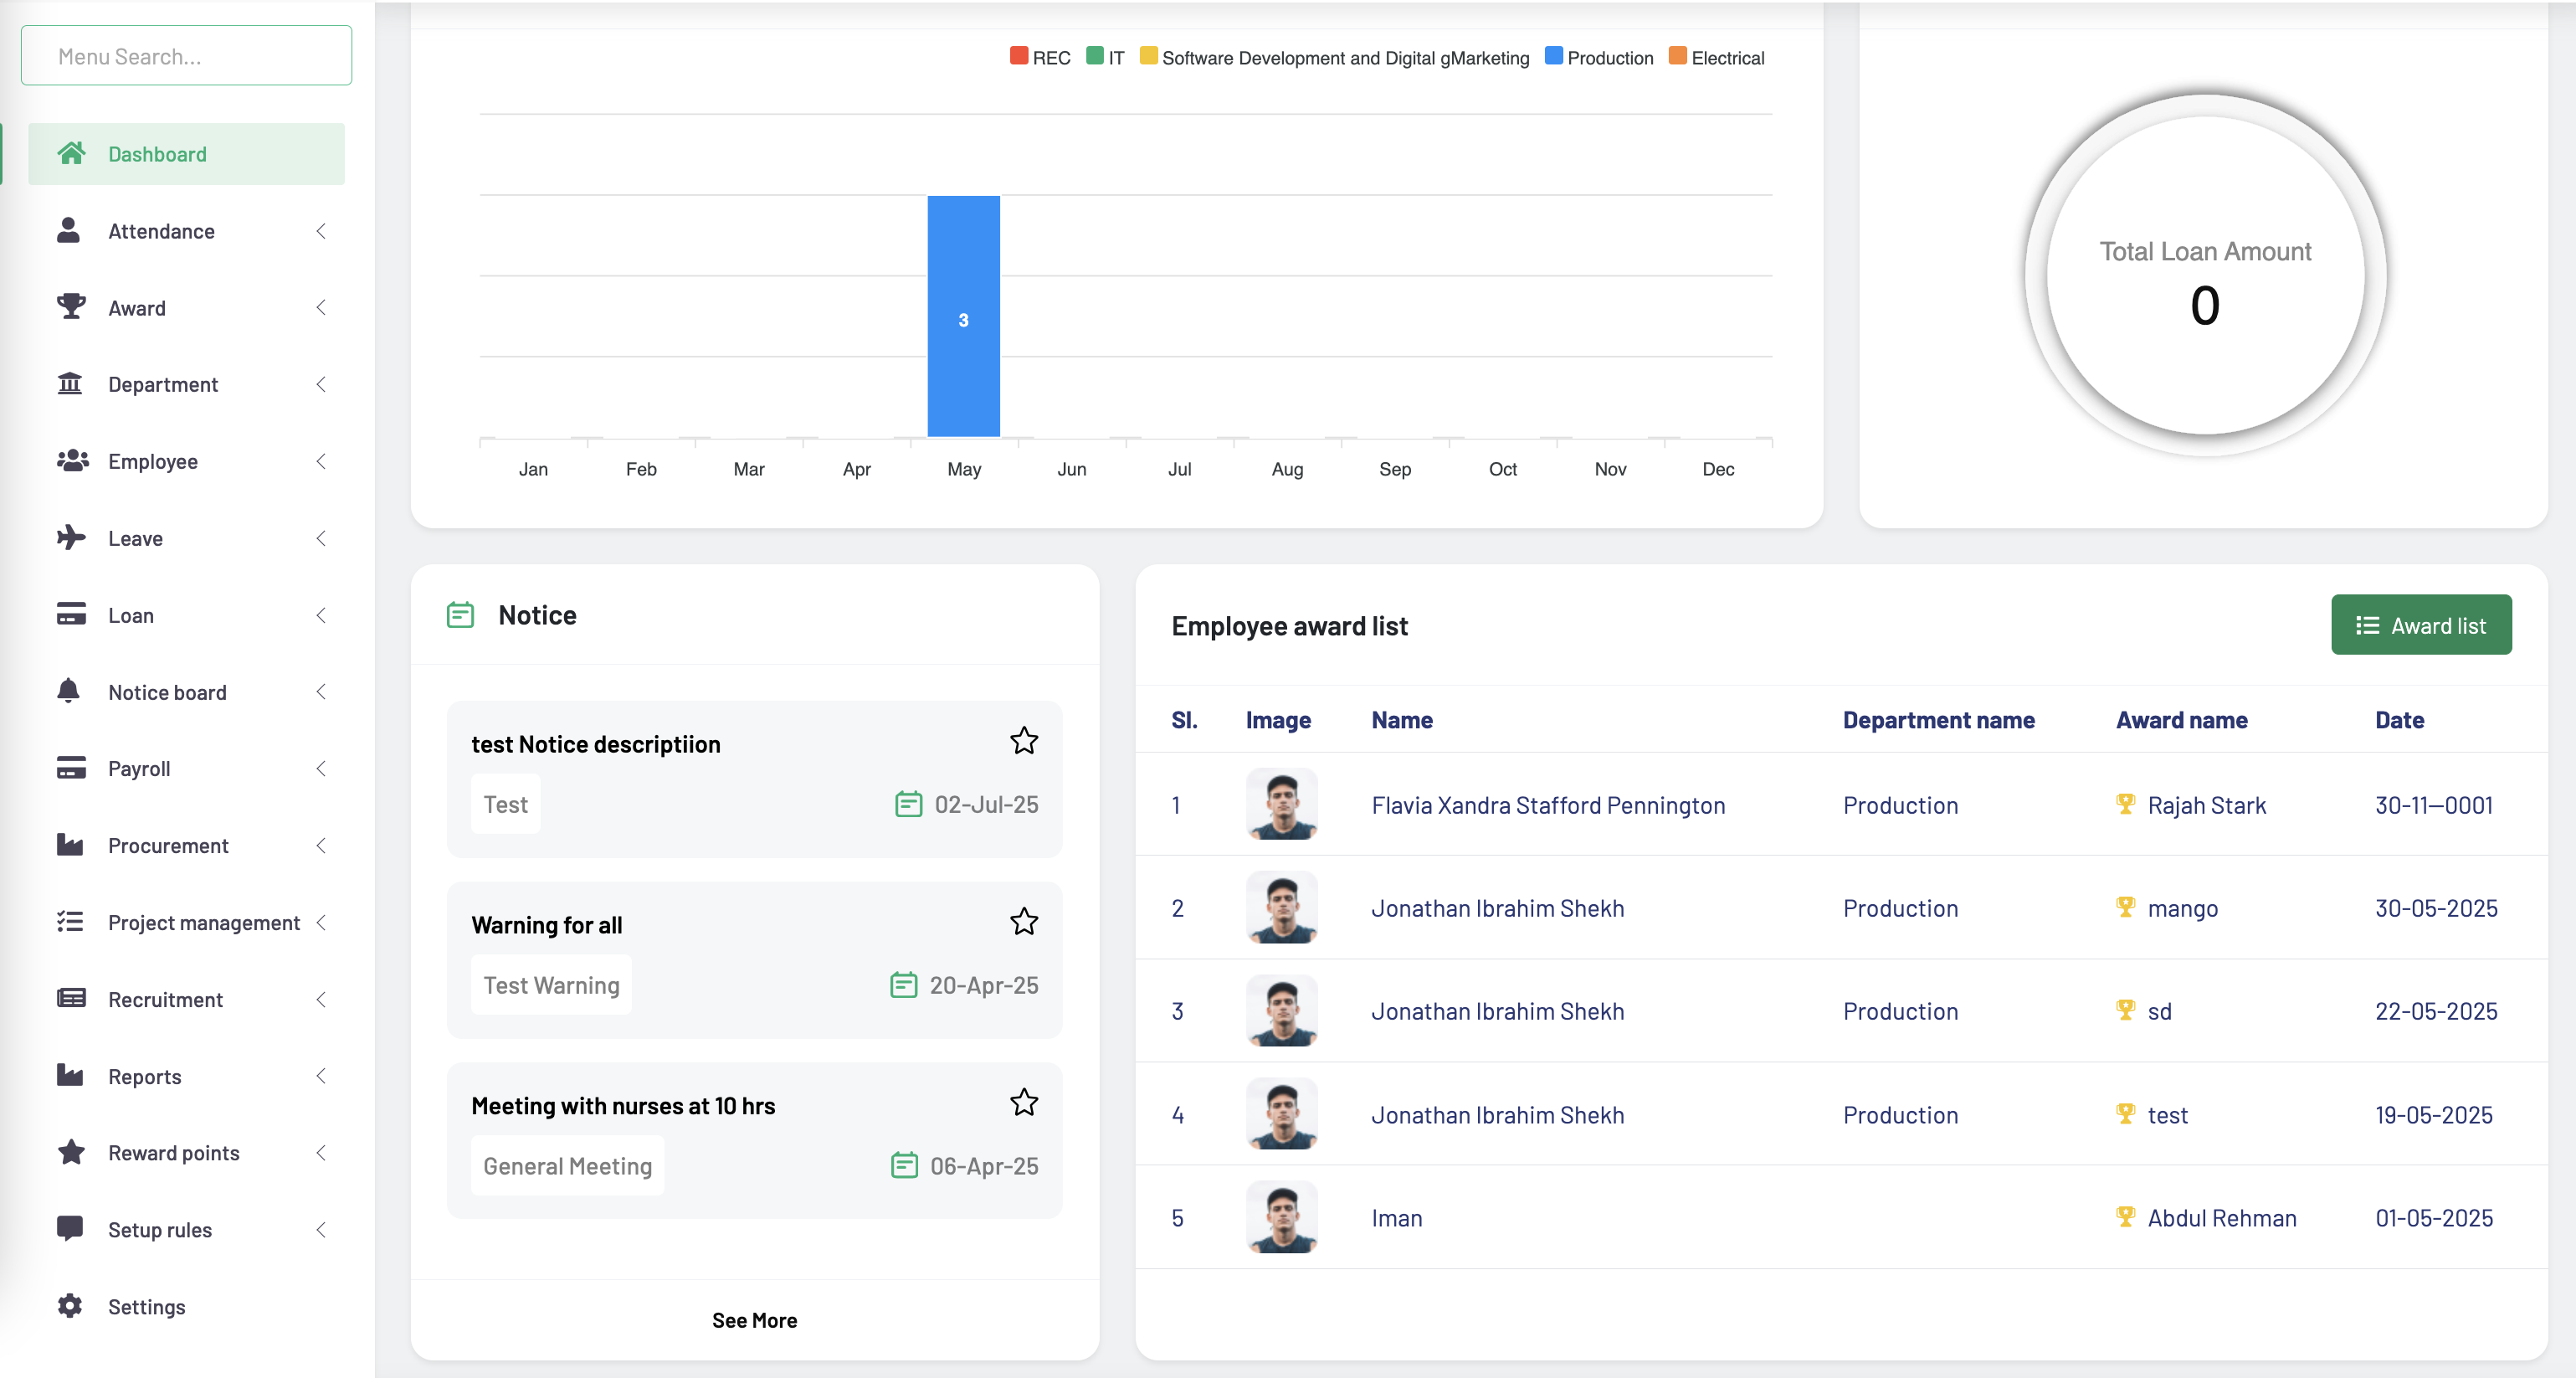 Menu Search...
Dashboard
Attendance
Award
Department
Employee
Leave
Loan
Notice board
Payroll
Procurement
Project management
Recruitment
Reports
Reward points
Setup rules
Settings
REC IT Software Development and Digital gMarketing Production Electrical
3
Jan Feb Mar Apr May Jun Jul Aug Sep Oct Nov Dec
Total Loan Amount
0
Notice
test Notice descriptiion
Test 02-Jul-25
Warning for all
Test Warning 20-Apr-25
Meeting with nurses at 10 hrs
General Meeting 06-Apr-25
See More
Employee award list
Award list
Sl. Image Name Department name Award name Date
1 Flavia Xandra Stafford Pennington Production Rajah Stark 30-11--0001
2 Jonathan Ibrahim Shekh Production mango 30-05-2025
3 Jonathan Ibrahim Shekh Production sd 22-05-2025
4 Jonathan Ibrahim Shekh Production test 19-05-2025
5 Iman Abdul Rehman 01-05-2025